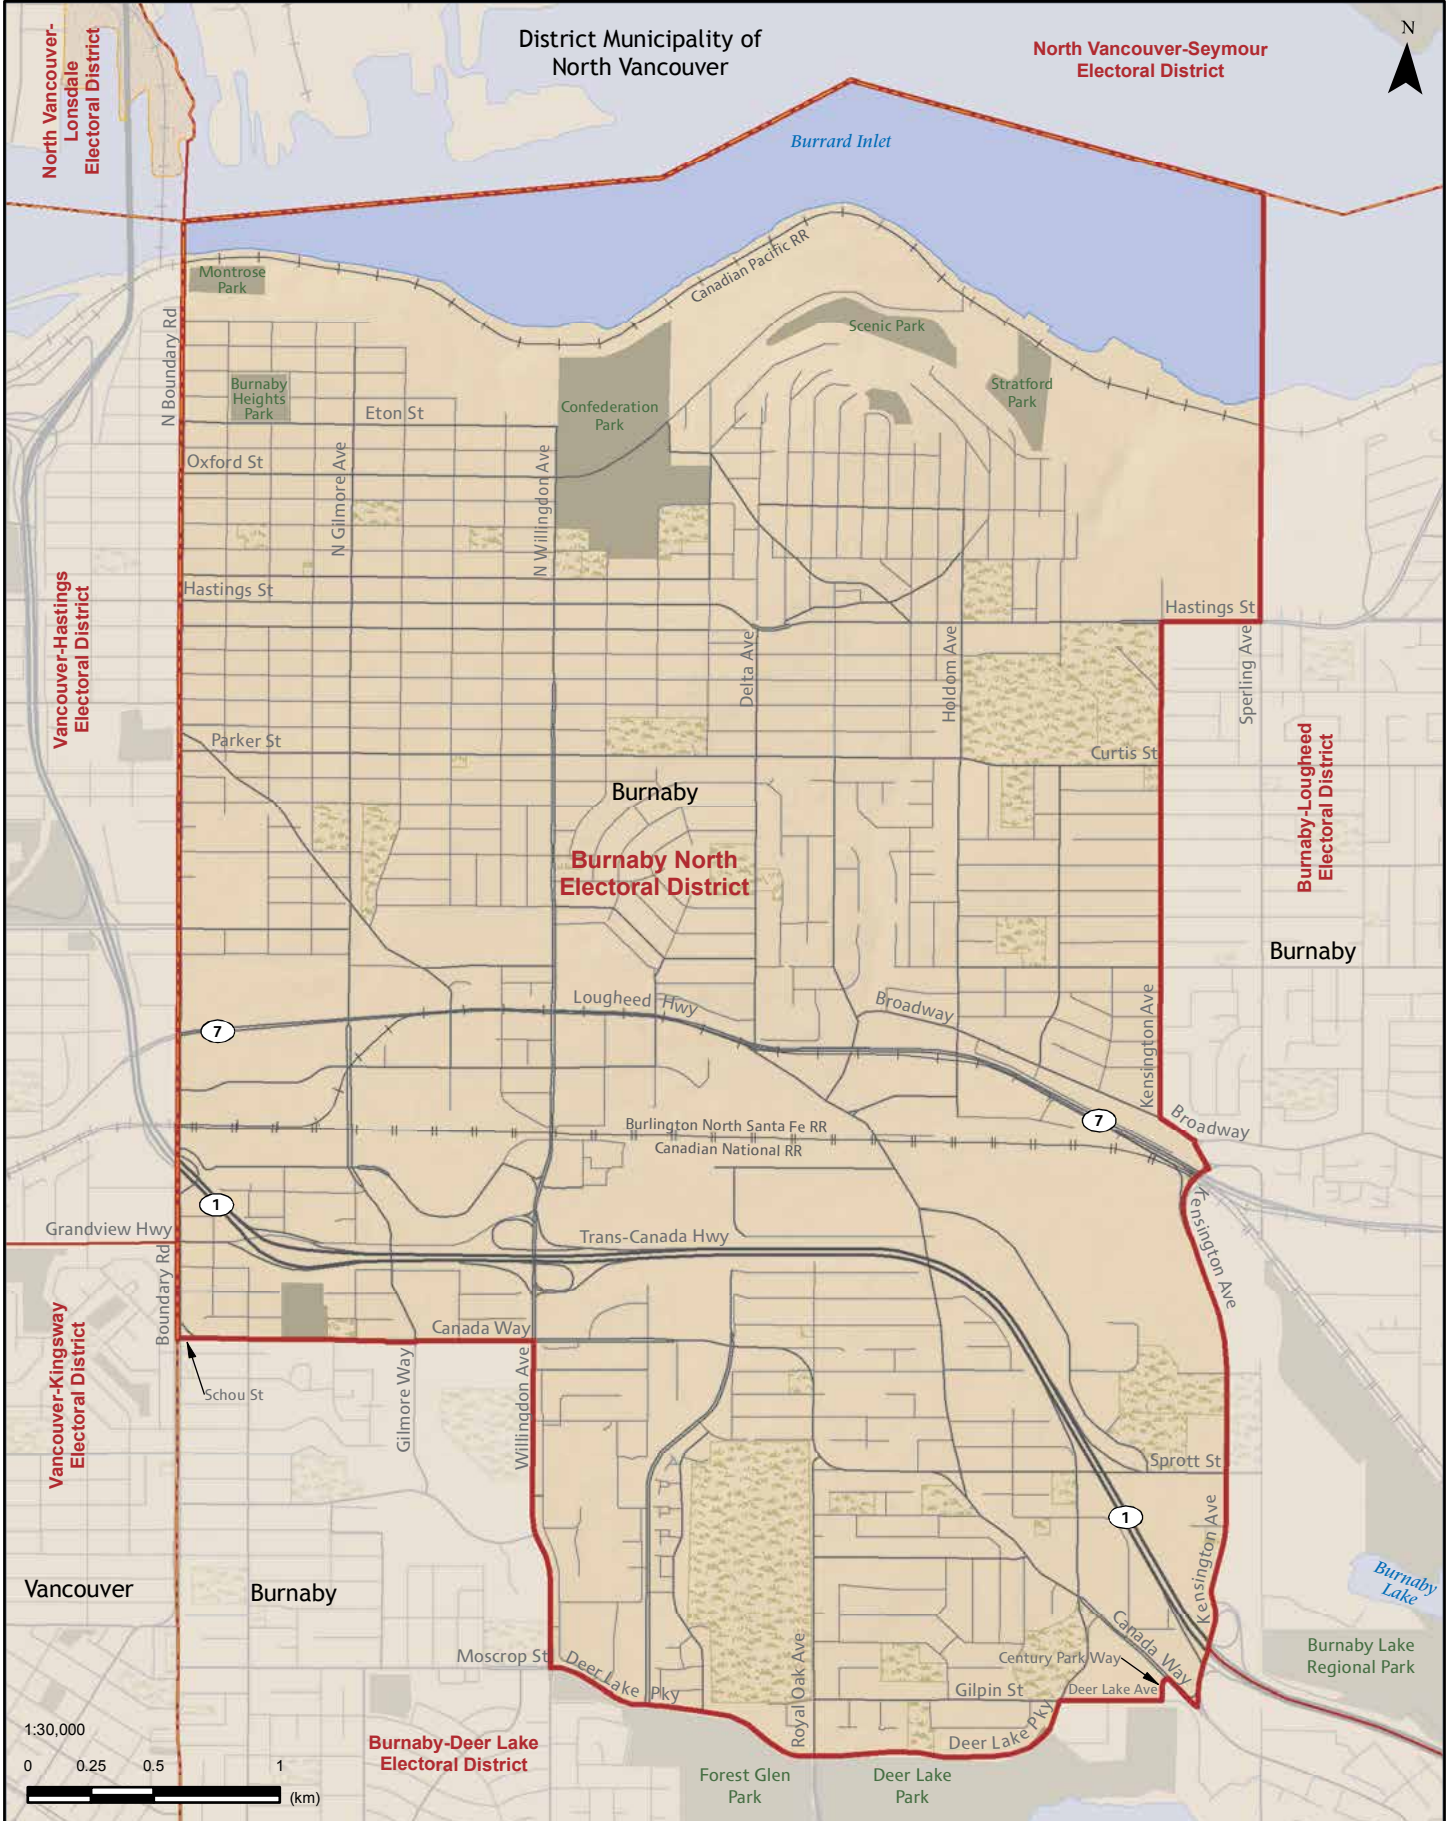 District Municipality of
North Vancouver
North Vancouver-Seymour
Electoral District
N
North Vancouver-
Lonsdale
Electoral District
Burrard Inlet
Canadian Pacific RR
Montrose
Park
Scenic Park
N Boundary Rd
Burnaby
Heights
Park
Eton St
Confederation
Park
Stratford
Park
Oxford St
N Gilmore Ave
N Willingdon Ave
Hastings St
Hastings St
Vancouver-Hastings
Electoral District
Delta Ave
Holdom Ave
Sperling Ave
Parker St
Curtis St
Burnaby
Burnaby-Lougheed
Electoral District
Burnaby North
Electoral District
Burnaby
Lougheed Hwy
Broadway
Kensington Ave
7
7
Broadway
Burlington North Santa Fe RR
Canadian National RR
1
Grandview Hwy
Trans-Canada Hwy
Kensington Ave
Boundary Rd
Canada Way
Vancouver-Kingsway
Electoral District
Schou St
Gilmore Way
Willingdon Ave
Sprott St
1
Kensington Ave
Vancouver
Burnaby
Burnaby
Lake
Canada Way
Moscrop St
Deer Lake Pky
Royal Oak Ave
Century Park Way
Burnaby Lake
Regional Park
Gilpin St
Deer Lake Ave
Deer Lake Pky
1:30,000
0 0.25 0.5 1
(km)
Burnaby-Deer Lake
Electoral District
Forest Glen
Park
Deer Lake
Park